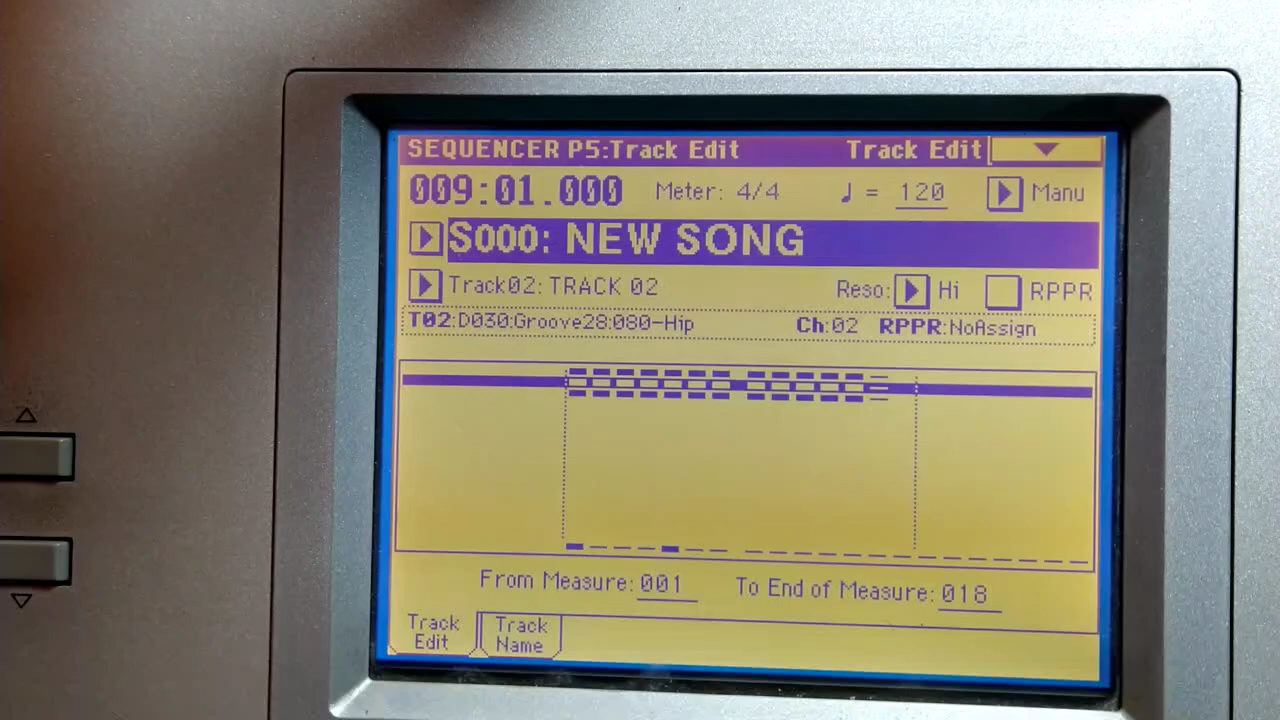 SEQUENCER P5:Track Edit Track Edit
009:01.000 Meter: 4/4 ♩ = 120 Manu
S000: NEW SONG
Track02: TRACK 02 Reso: Hi RPPR
T02:D030:Groove28:080-Hip Ch:02 RPPR:NoAssign
From Measure: 001 To End of Measure: 018
Track Edit Track Name